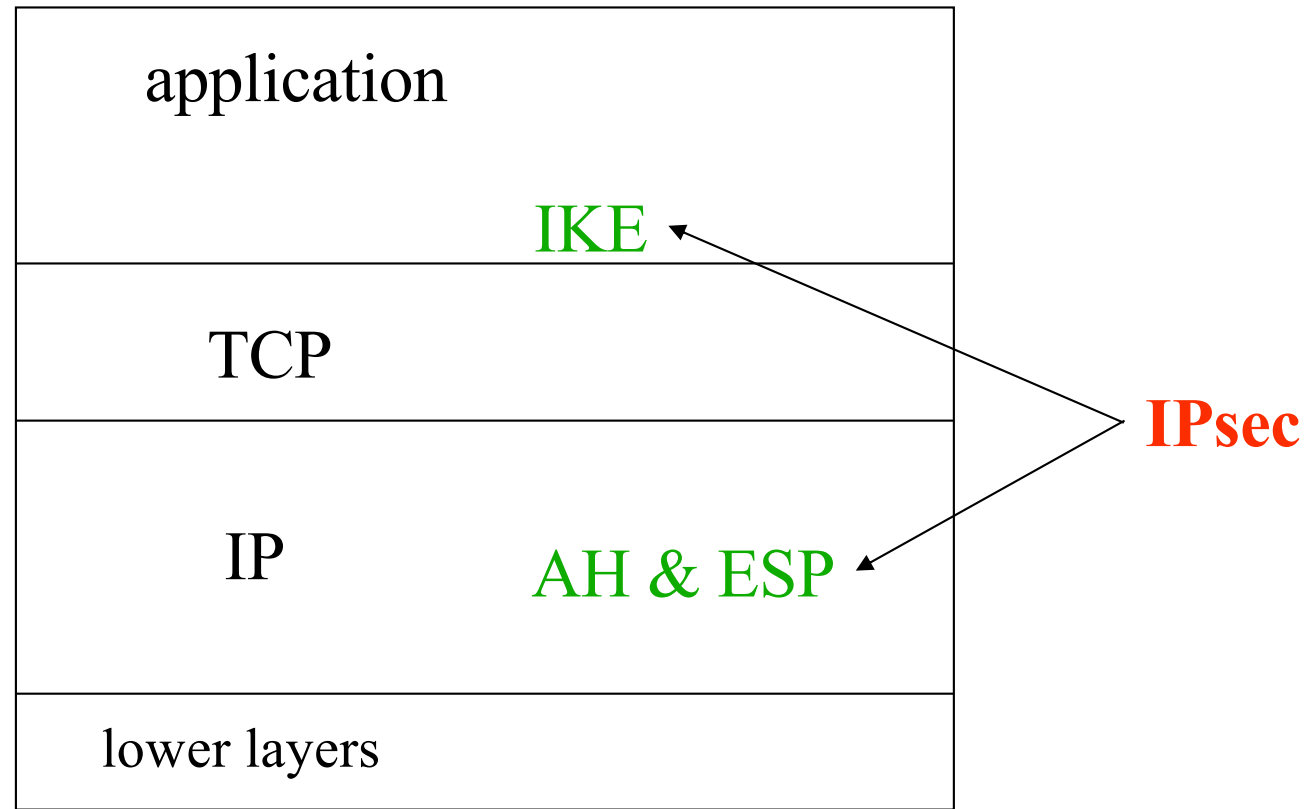 application
IKE
TCP
IPsec
IP
AH & ESP
lower layers